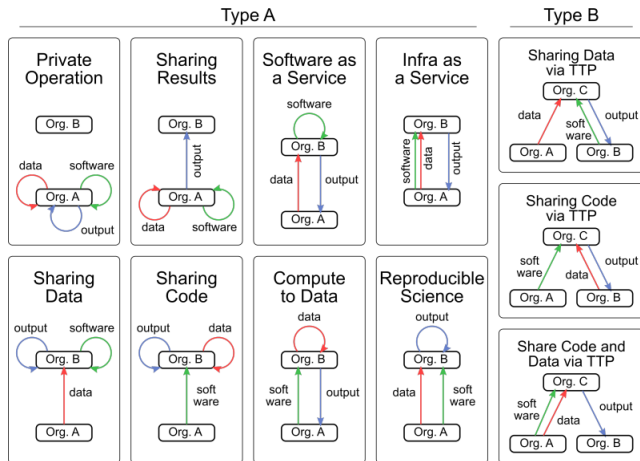 Type A
Type B
Private
Operation
Org. B
data
software
Org. A
output
Sharing
Results
Org. B
output
Org. A
data
software
Software as
a Service
software
Org. B
data
output
Org. A
Infra as
a Service
Org. B
software
data
output
Org. A
Sharing Data
via TTP
Org. C
data
output
soft
ware
Org. A
Org. B
Sharing
Data
output
software
Org. B
data
Org. A
Sharing
Code
output
data
Org. B
soft
ware
Org. A
Compute
to Data
data
Org. B
software
output
Org. A
Reproducible
Science
output
Org. B
data
soft
ware
Org. A
Sharing Code
via TTP
Org. C
soft
ware
output
data
Org. A
Org. B
Share Code and
Data via TTP
Org. C
soft
ware
data
output
Org. A
Org. B